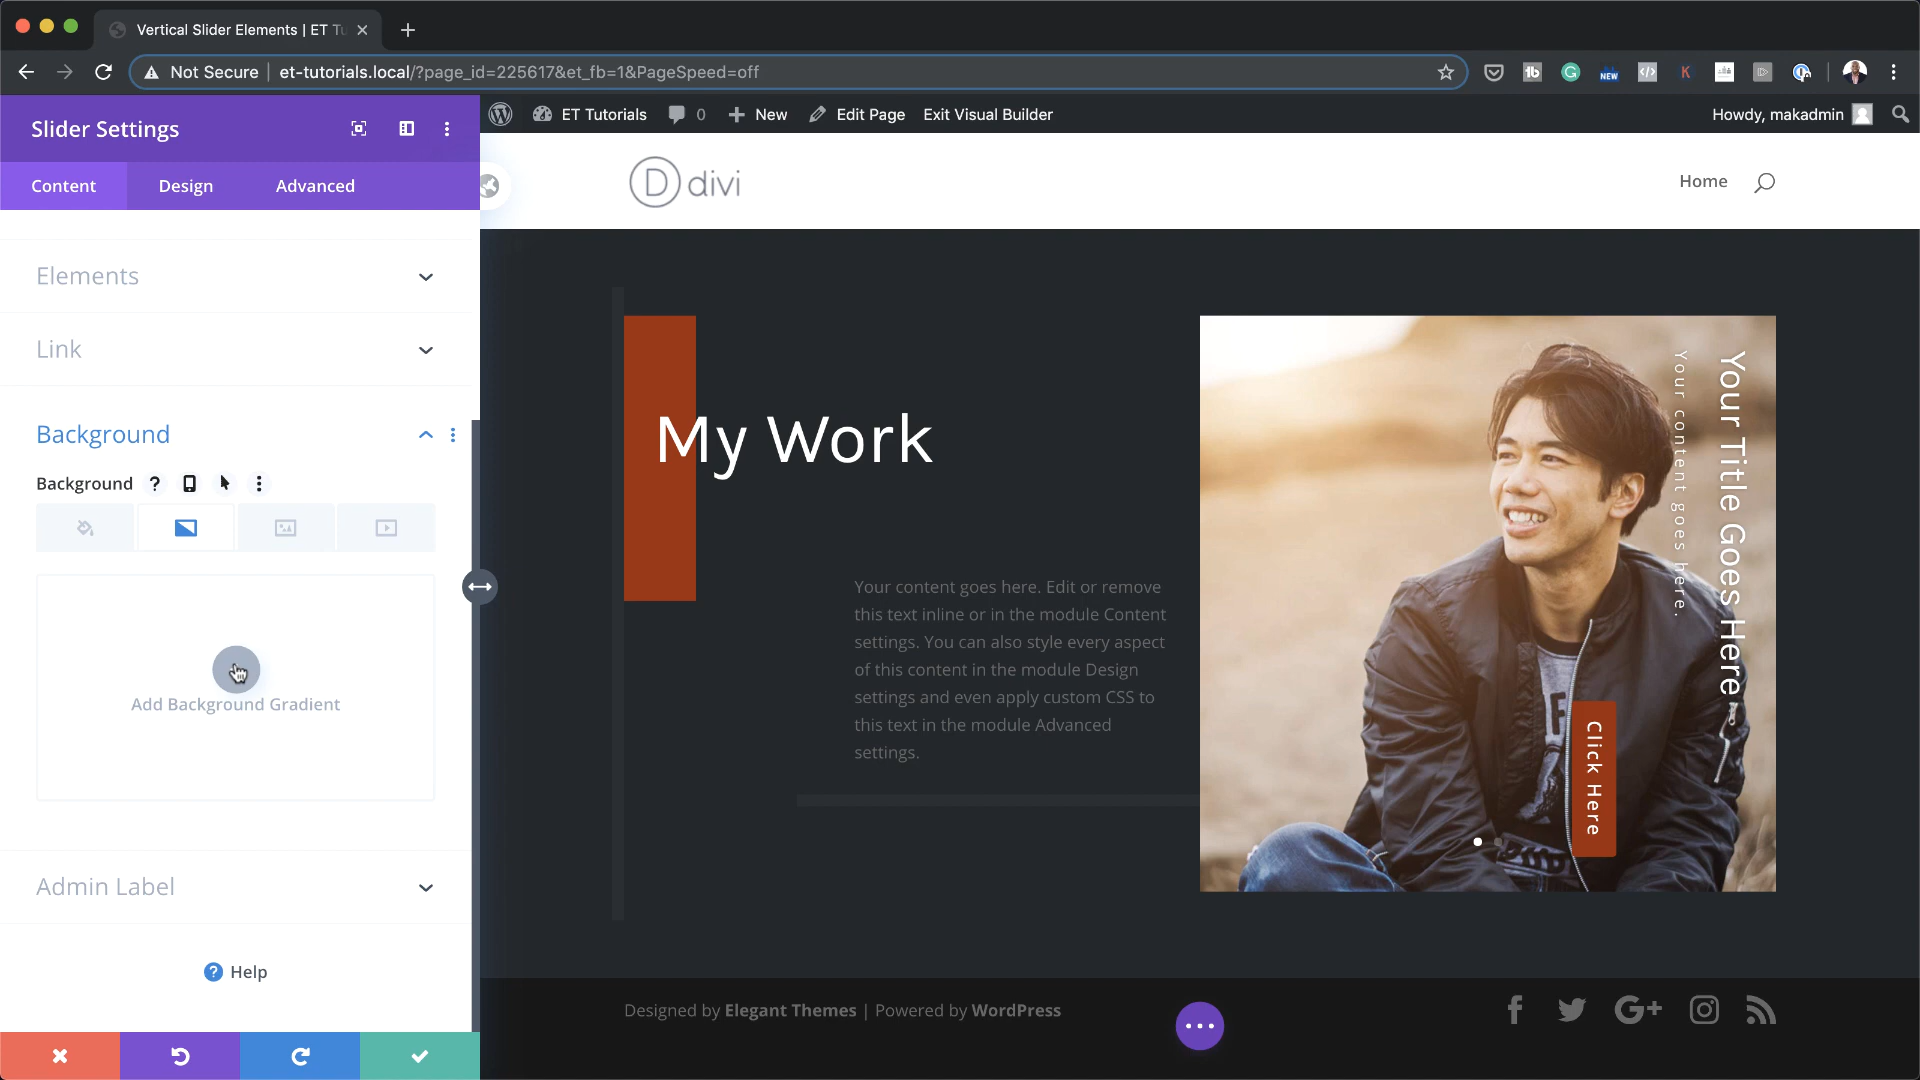 Vertical Slider Elements | ET Tu
Not Secure | et-tutorials.local/?page_id=225617&et_fb=1&PageSpeed=off
NEW
Slider Settings
ET Tutorials
0
New
Edit Page
Exit Visual Builder
Howdy, makadmin
Content
Design
Advanced
D divi
Home
Elements
Link
Background
Background
Add Background Gradient
Admin Label
Help
My Work
Your content goes here. Edit or remove
this text inline or in the module Content
settings. You can also style every aspect
of this content in the module Design
settings and even apply custom CSS to
this text in the module Advanced
settings.
Your Title Goes Here
Your content goes here.
Click Here
Designed by Elegant Themes | Powered by WordPress